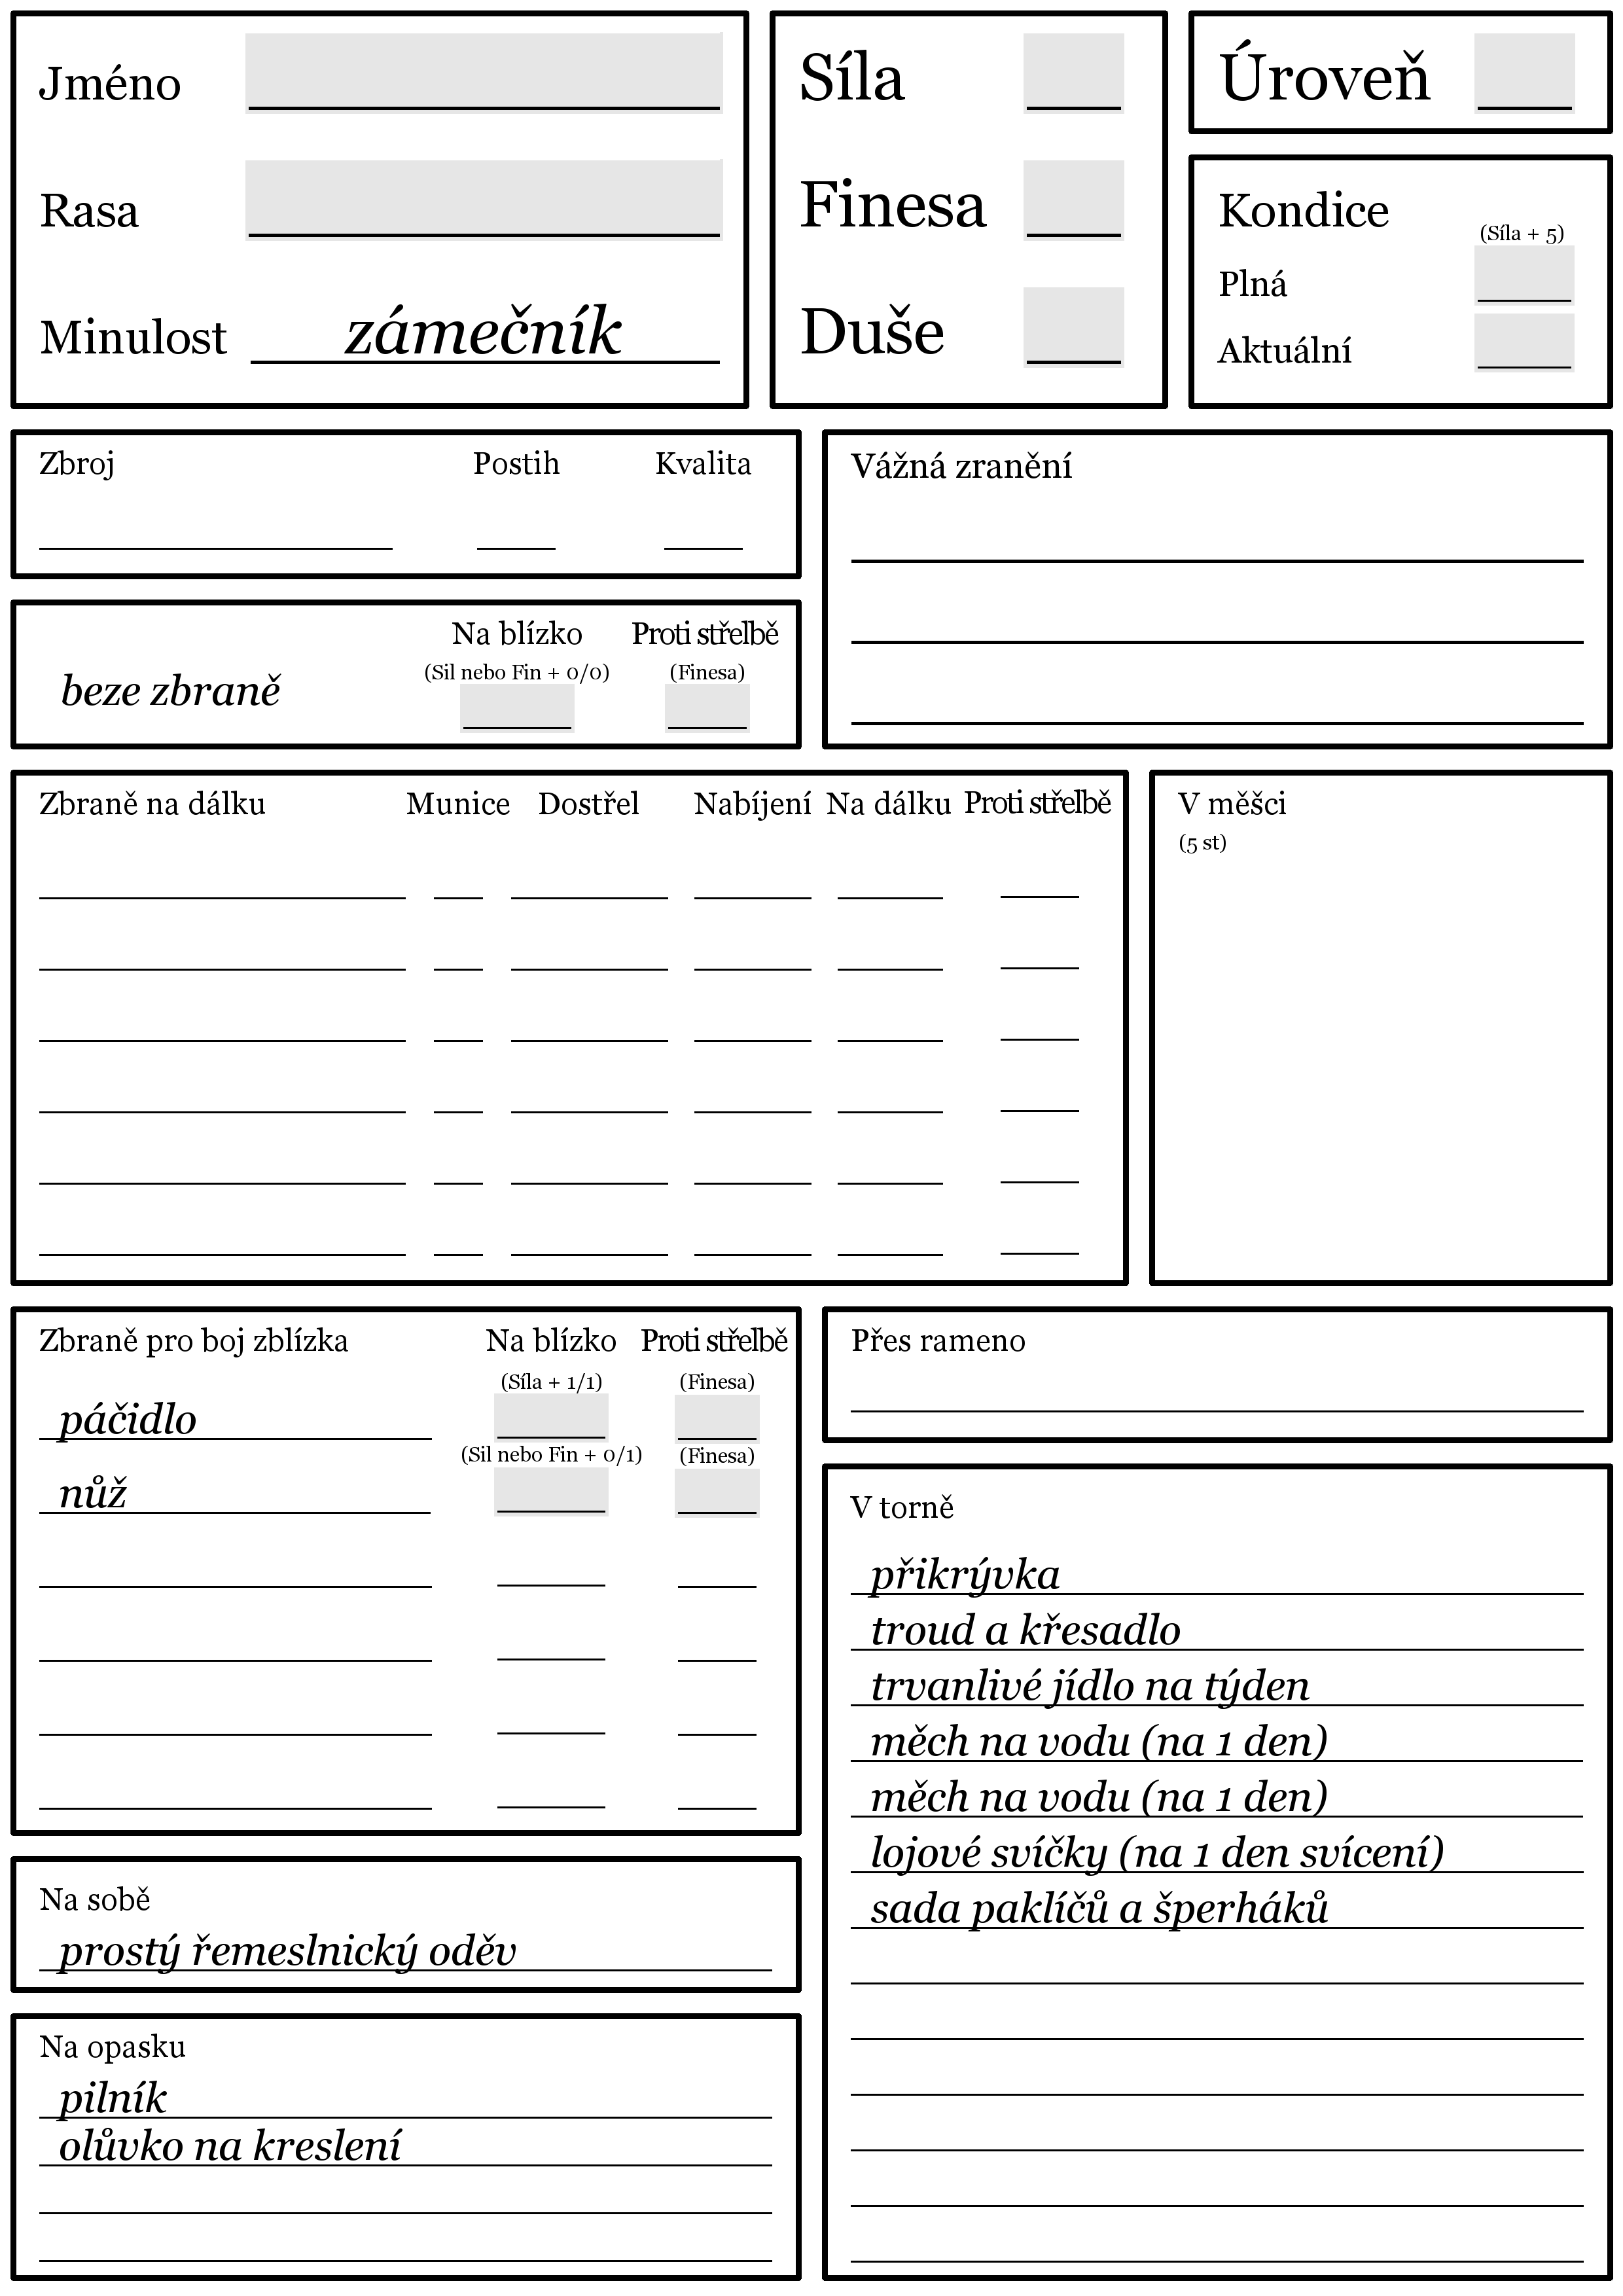 Jméno
Rasa
Minulost zámečník
Síla
Finesa
Duše
Úroveň
Kondice
(Síla + 5)
Plná
Aktuální
Zbroj Postih Kvalita
Vážná zranění
Na blízko Proti střelbě
(Sil nebo Fin + 0/0) (Finesa)
beze zbraně
Zbraně na dálku Munice Dostřel Nabíjení Na dálku Proti střelbě
V měšci
(5 st)
Zbraně pro boj zblízka Na blízko Proti střelbě
(Síla + 1/1) (Finesa)
páčidlo
(Sil nebo Fin + 0/1) (Finesa)
nůž
Přes rameno
V torně
přikrývka
troud a křesadlo
trvanlivé jídlo na týden
měch na vodu (na 1 den)
měch na vodu (na 1 den)
lojové svíčky (na 1 den svícení)
sada paklíčů a šperháků
Na sobě
prostý řemeslnický oděv
Na opasku
pilník
olůvko na kreslení